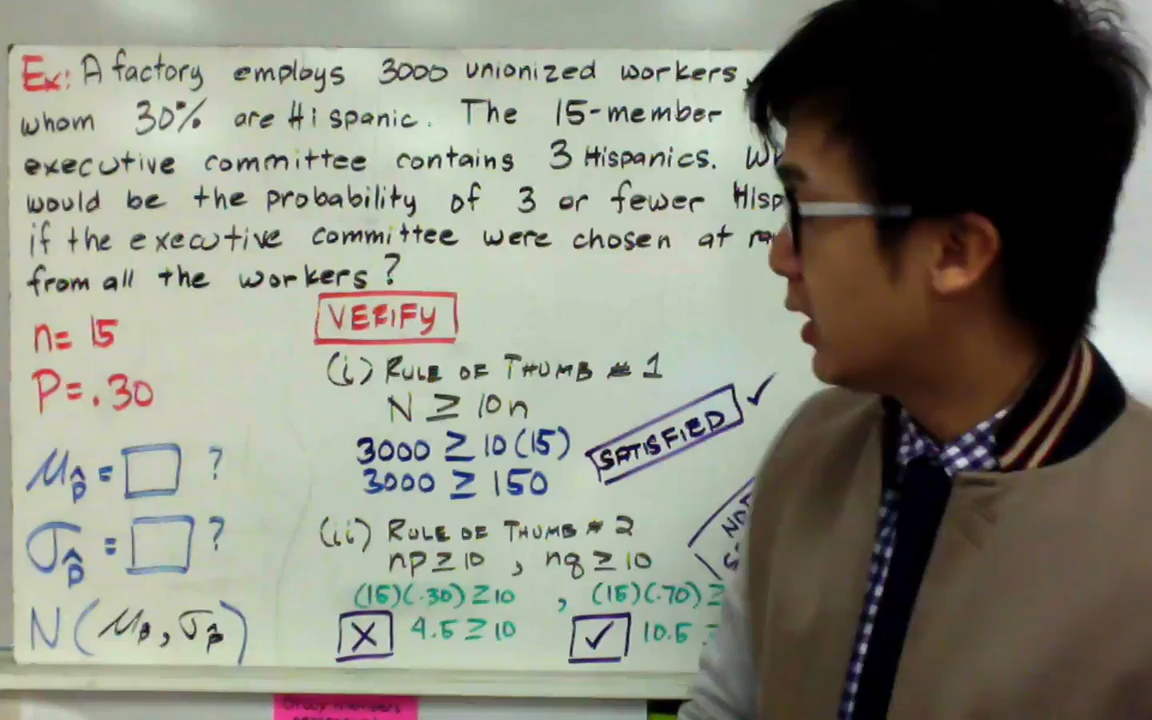 Ex: A factory employs 3000 unionized workers,
whom 30% are Hispanic. The 15-member
executive committee contains 3 Hispanics.
would be the probability of 3 or fewer Hisp
if the executive committee were chosen at
from all the workers?
n= 15
P=.30
μp̂ = ?
σp̂ = ?
N(μp̂, σp̂)
VERIFY
(i) RULE OF THUMB # 1
N ≥ 10n
3000 ≥ 10(15)
3000 ≥ 150
SATISFIED ✓
(ii) RULE OF THUMB # 2
np ≥ 10 , nq ≥ 10
(15)(.30) ≥ 10 , (15)(.70) ≥
X 4.5 ≥ 10 ✓ 10.5